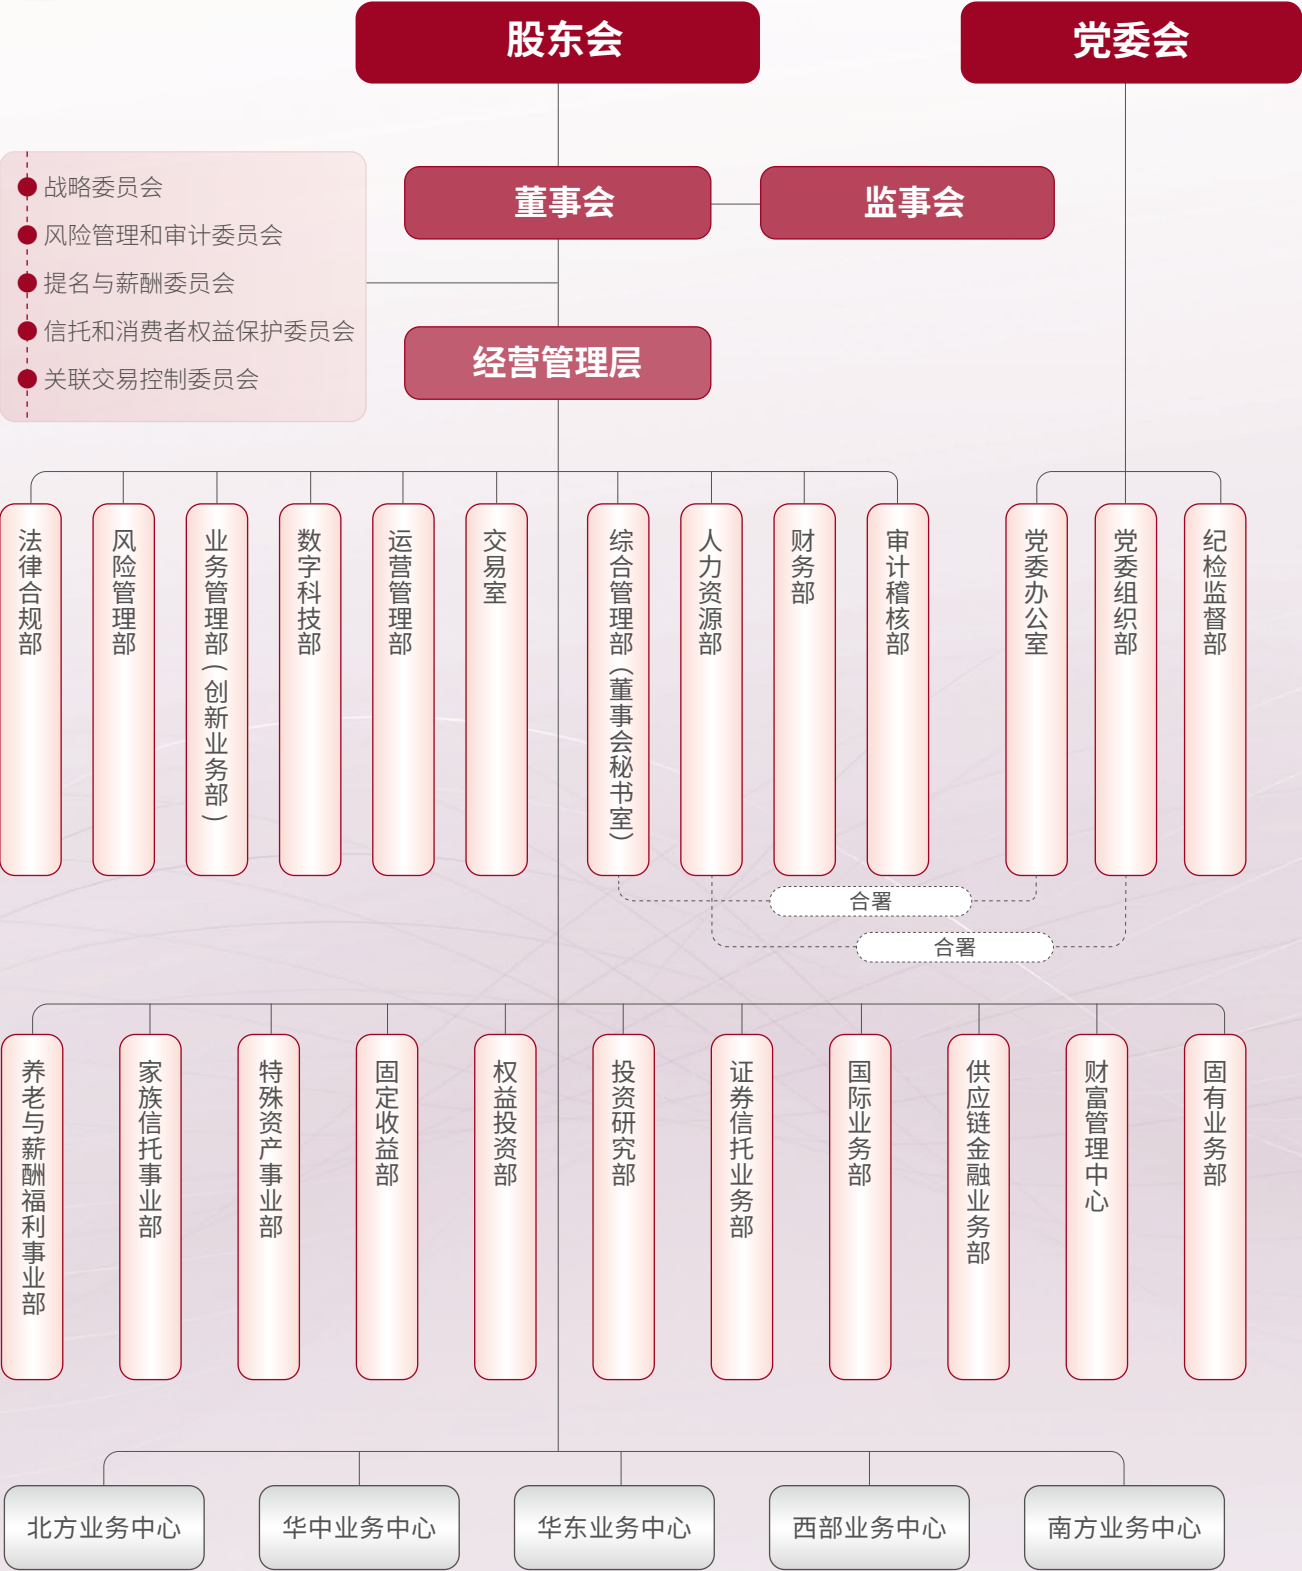 股东会
党委会
董事会
监事会
战略委员会
风险管理和审计委员会
提名与薪酬委员会
信托和消费者权益保护委员会
关联交易控制委员会
经营管理层
法律合规部
风险管理部
业务管理部(创新业务部)
数字科技部
运营管理部
交易室
综合管理部(董事会秘书室)
人力资源部
财务部
审计稽核部
党委办公室
党委组织部
纪检监督部
合署
合署
养老与薪酬福利事业部
家族信托事业部
特殊资产事业部
固定收益部
权益投资部
投资研究部
证券信托业务部
国际业务部
供应链金融业务部
财富管理中心
固有业务部
北方业务中心
华中业务中心
华东业务中心
西部业务中心
南方业务中心